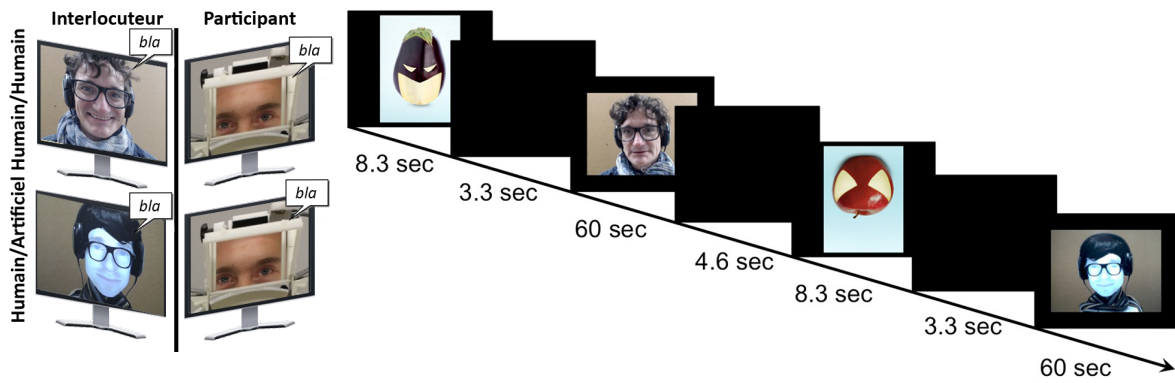 Interlocuteur
Participant
Humain/Artificiel Humain/Humain
bla
bla
bla
bla
8.3 sec
3.3 sec
60 sec
4.6 sec
8.3 sec
3.3 sec
60 sec